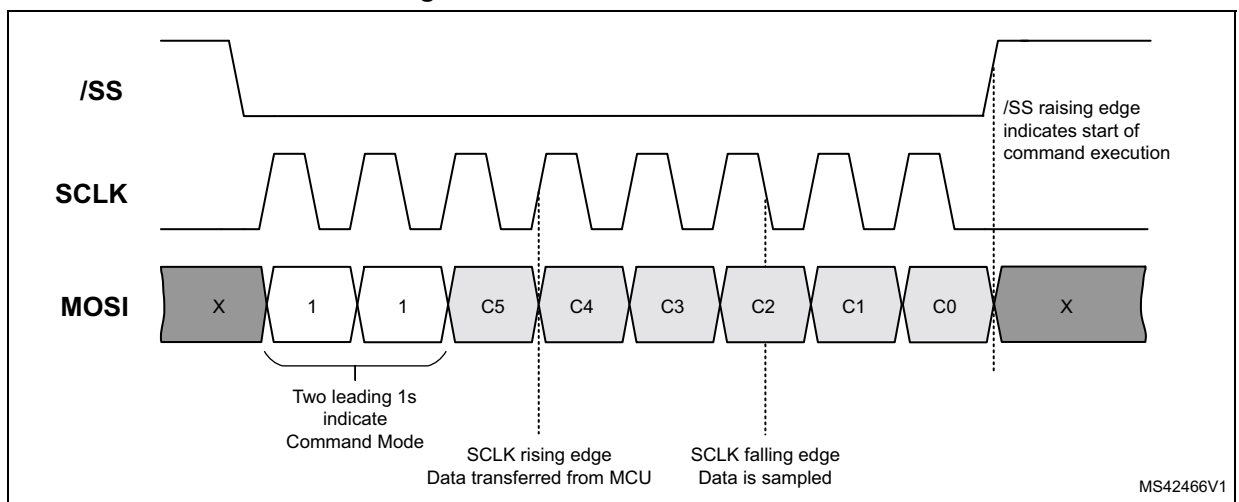 /SS
/SS raising edge
indicates start of
command execution
SCLK
MOSI
X 1 1 C5 C4 C3 C2 C1 C0 X
Two leading 1s
indicate
Command Mode
SCLK rising edge
Data transferred from MCU
SCLK falling edge
Data is sampled
MS42466V1